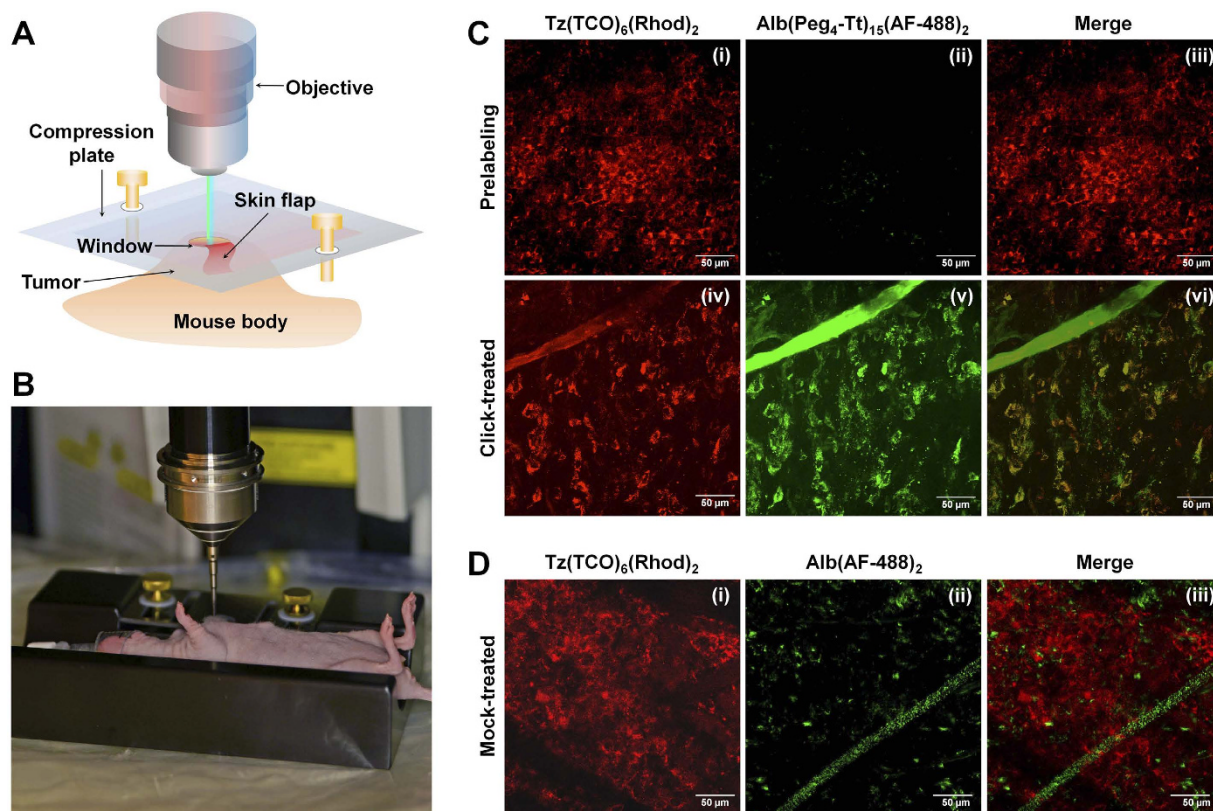 A
Objective
Compression
plate
Skin flap
Window
Tumor
Mouse body
B
C
Tz(TCO)₆(Rhod)₂ Alb(Peg₄-Tt)₁₅(AF-488)₂ Merge
Prelabeling
(i) (ii) (iii)
50 µm 50 µm 50 µm
Click-treated
(iv) (v) (vi)
50 µm 50 µm 50 µm
D
Tz(TCO)₆(Rhod)₂ Alb(AF-488)₂ Merge
Mock-treated
(i) (ii) (iii)
50 µm 50 µm 50 µm